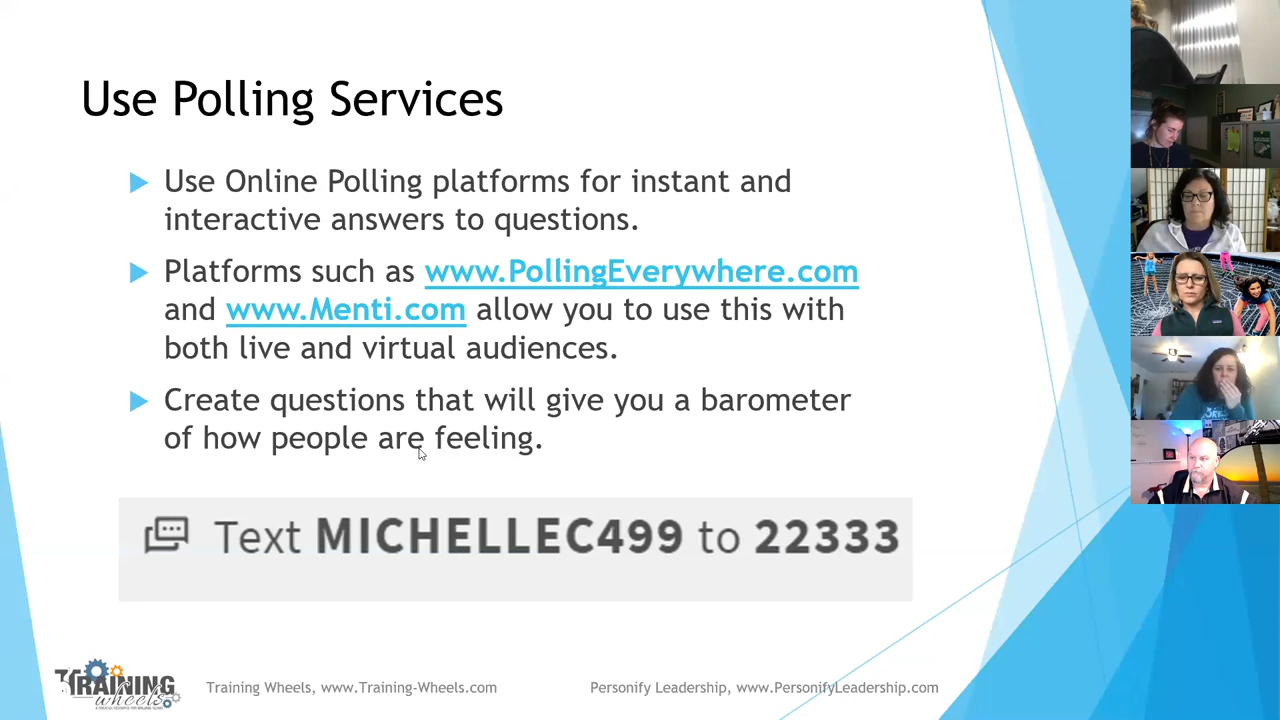 Use Polling Services
Use Online Polling platforms for instant and
interactive answers to questions.
Platforms such as www.PollingEverywhere.com
and www.Menti.com allow you to use this with
both live and virtual audiences.
Create questions that will give you a barometer
of how people are feeling.
Text MICHELLEC499 to 22333
TRAINING
wheels
Training Wheels, www.Training-Wheels.com
Personify Leadership, www.PersonifyLeadership.com